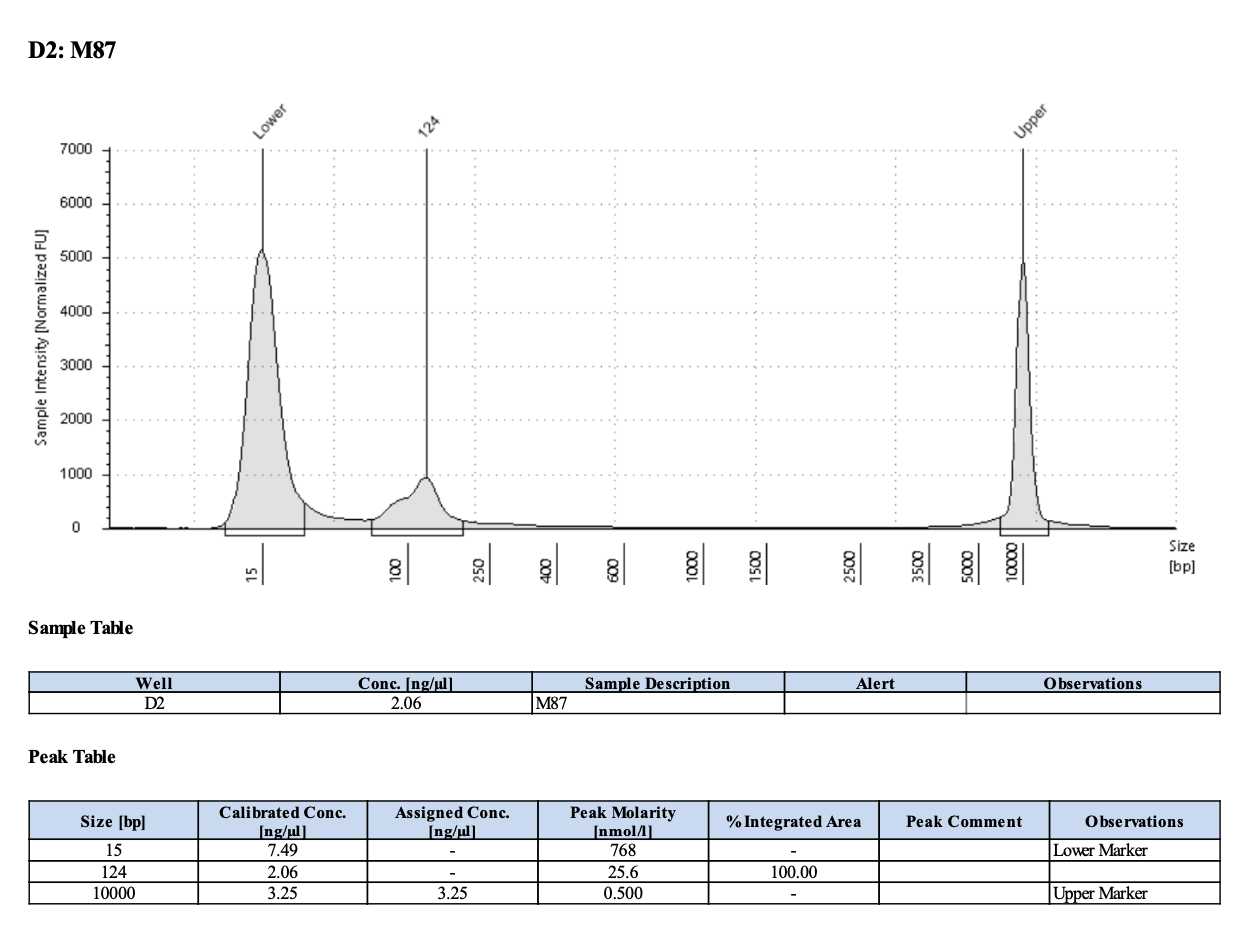 D2: M87
Lower
124
Upper
7000
6000
5000
4000
3000
2000
1000
0
Sample Intensity [Normalized FU]
15
100
250
400
600
1000
1500
2500
3500
5000
10000
Size
[bp]
Sample Table
Well Conc. [ng/µl] Sample Description Alert Observations
D2 2.06 M87
Peak Table
Size [bp] Calibrated Conc. [ng/µl] Assigned Conc. [ng/µl] Peak Molarity [nmol/l] % Integrated Area Peak Comment Observations
15 7.49 - 768 - Lower Marker
124 2.06 - 25.6 100.00
10000 3.25 3.25 0.500 - Upper Marker